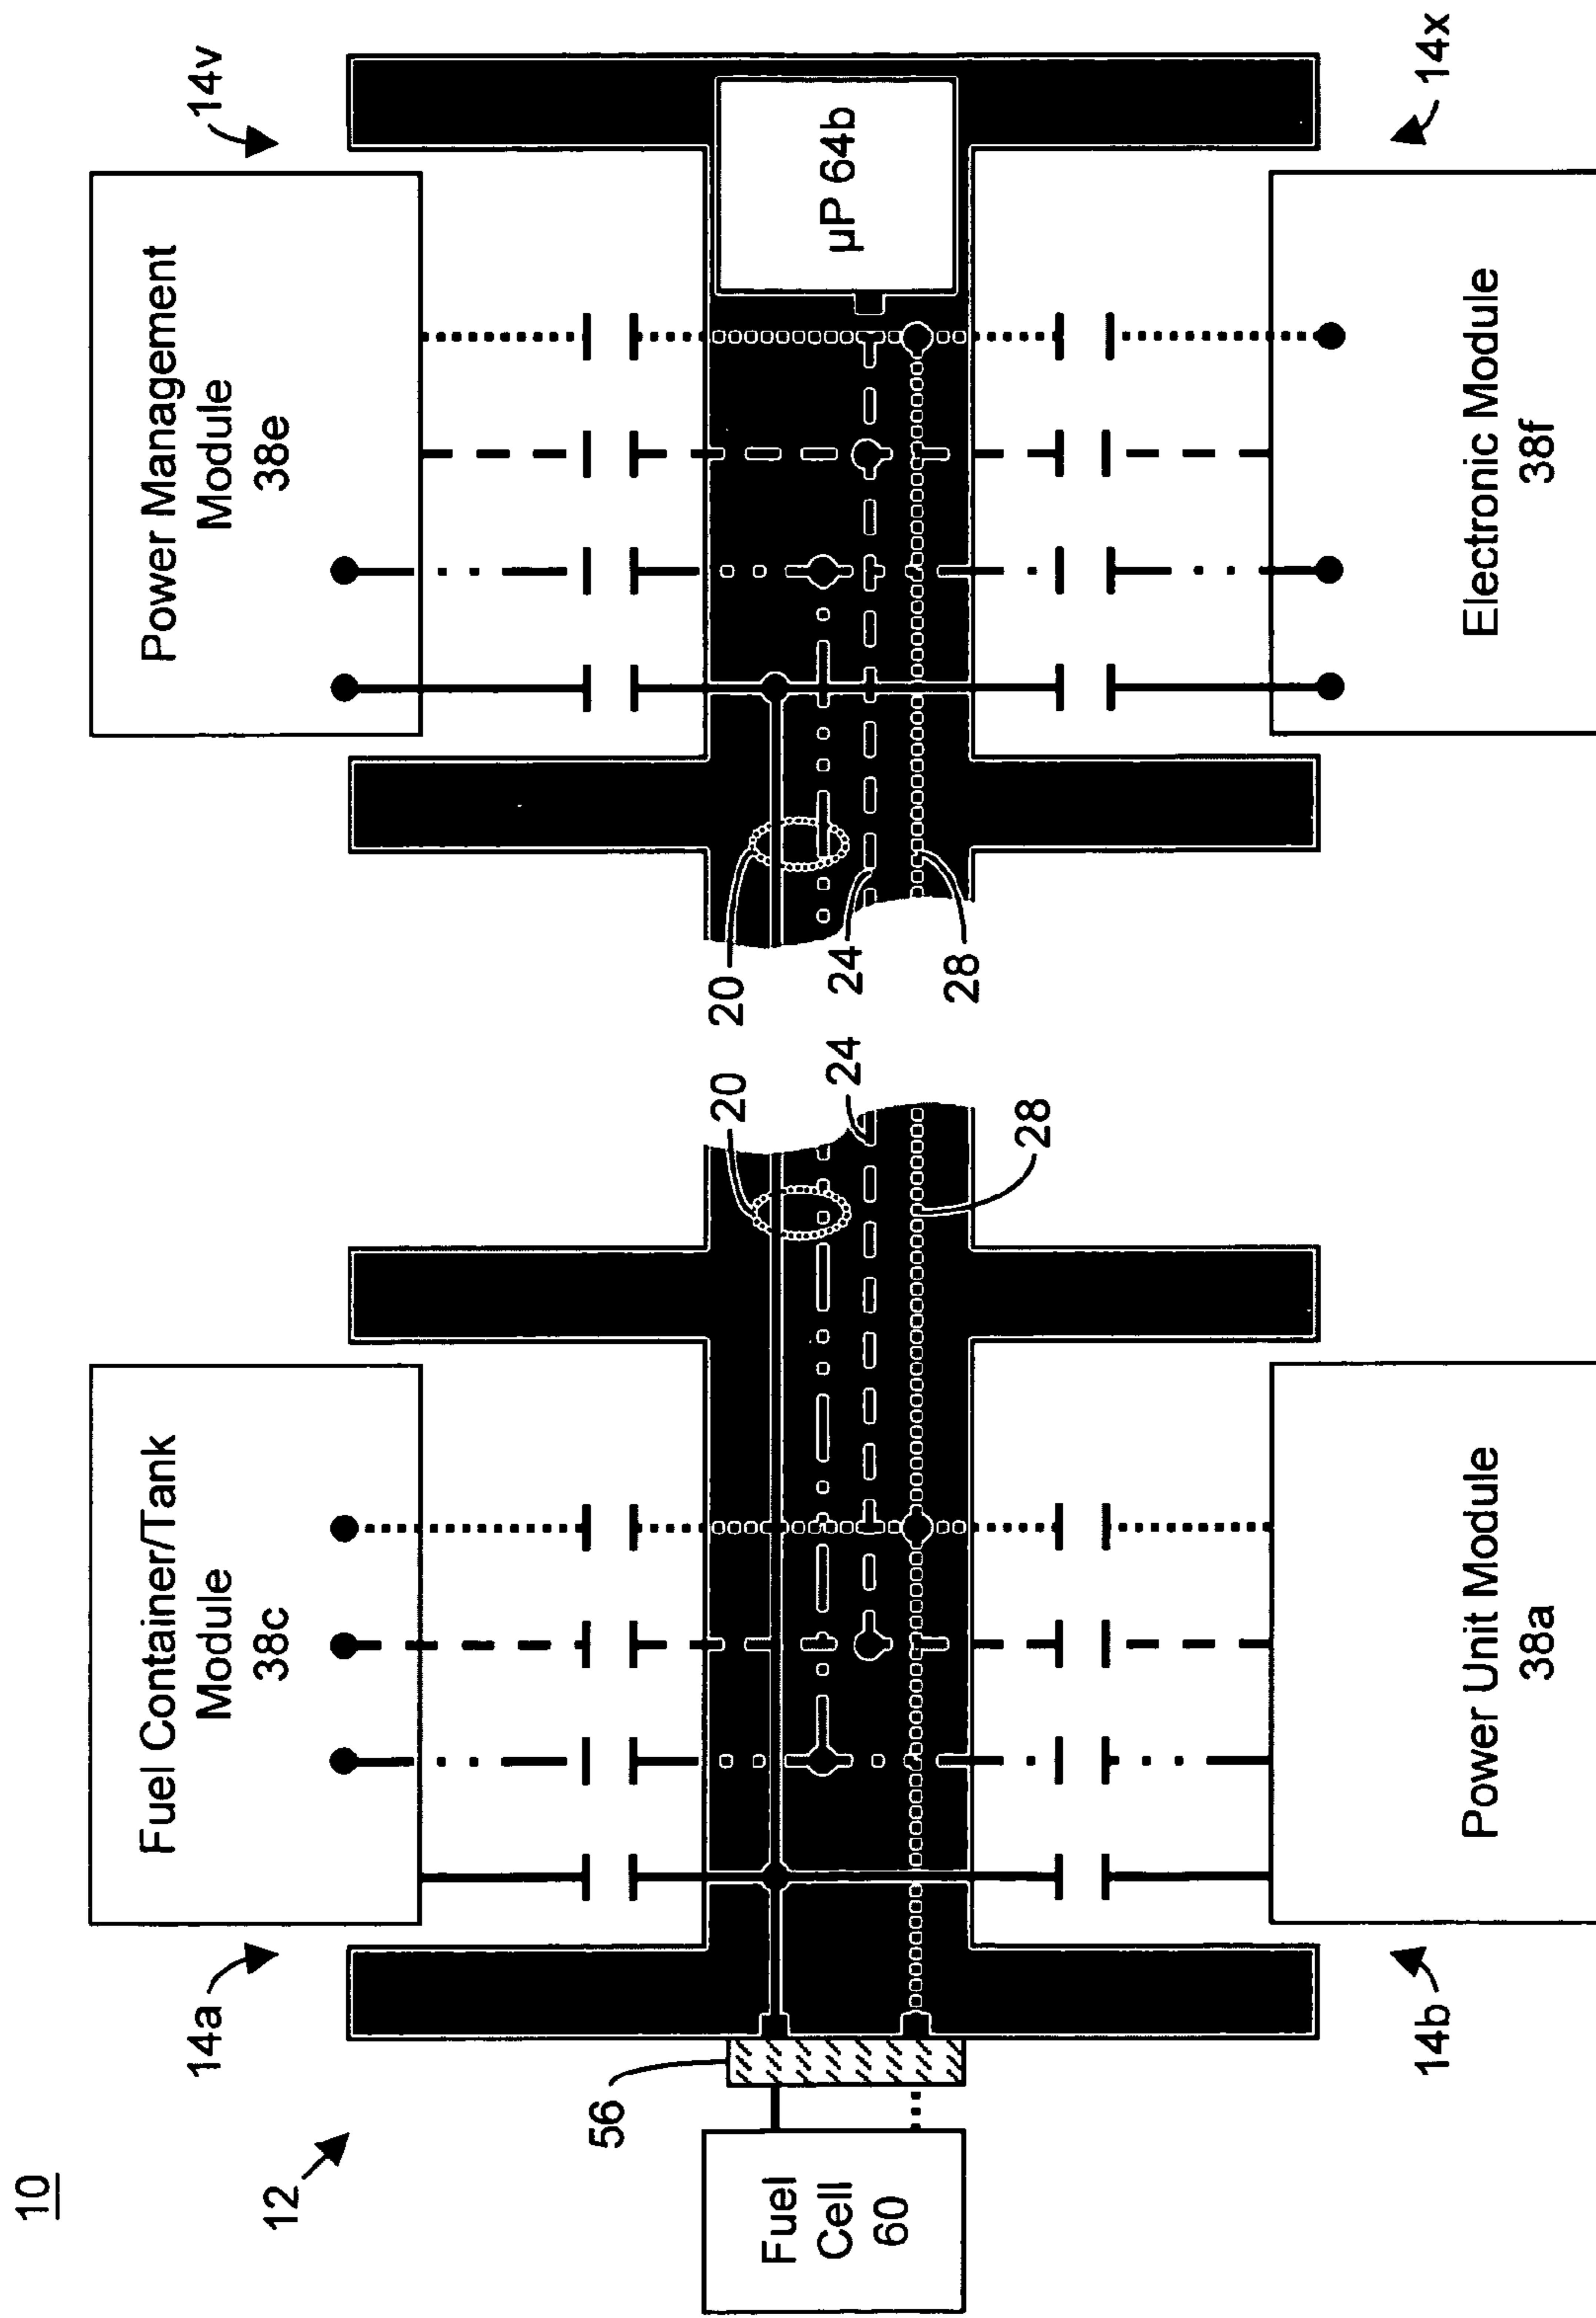 10
12
14a
Fuel Container/Tank
Module
38c
14v
Power Management
Module
38e
56
Fuel
Cell
60
20
24
28
20
24
28
µP 64b
14b
Power Unit Module
38a
14x
Electronic Module
38f